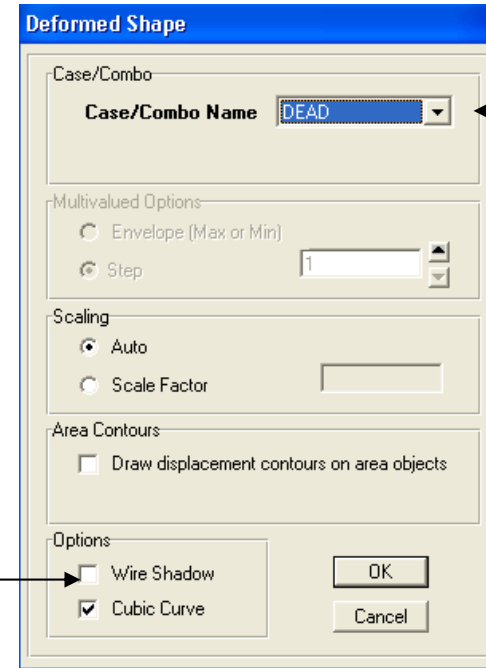 Deformed Shape
Case/Combo
Case/Combo Name DEAD
Multivalued Options
Envelope (Max or Min)
Step 1
Scaling
Auto
Scale Factor
Area Contours
Draw displacement contours on area objects
Options
Wire Shadow
Cubic Curve
OK
Cancel